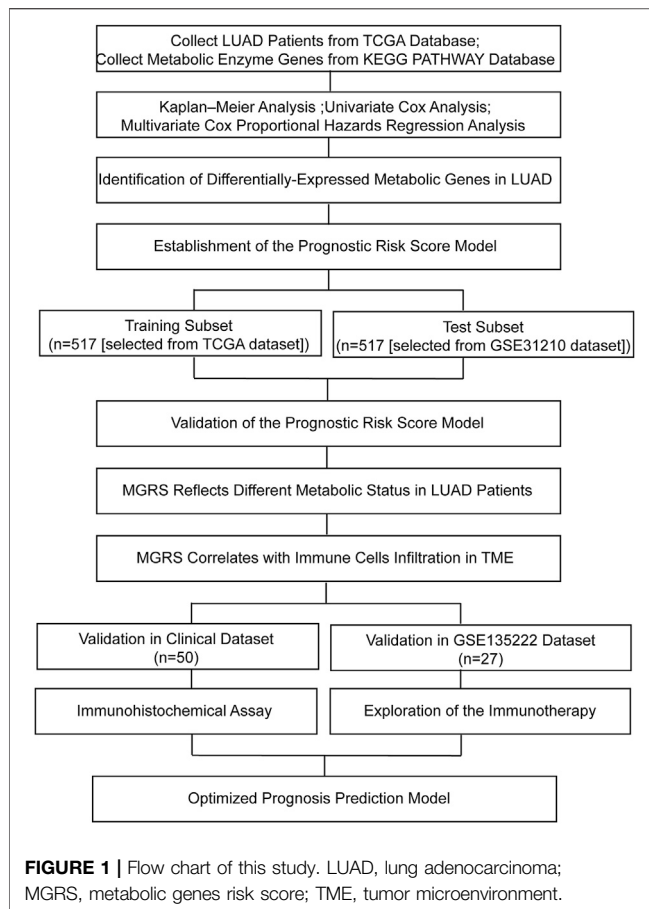 Collect LUAD Patients from TCGA Database;
Collect Metabolic Enzyme Genes from KEGG PATHWAY Database
Kaplan–Meier Analysis ;Univariate Cox Analysis;
Multivariate Cox Proportional Hazards Regression Analysis
Identification of Differentially-Expressed Metabolic Genes in LUAD
Establishment of the Prognostic Risk Score Model
Training Subset
(n=517 [selected from TCGA dataset])
Test Subset
(n=517 [selected from GSE31210 dataset])
Validation of the Prognostic Risk Score Model
MGRS Reflects Different Metabolic Status in LUAD Patients
MGRS Correlates with Immune Cells Infiltration in TME
Validation in Clinical Dataset
(n=50)
Validation in GSE135222 Dataset
(n=27)
Immunohistochemical Assay
Exploration of the Immunotherapy
Optimized Prognosis Prediction Model
FIGURE 1 | Flow chart of this study. LUAD, lung adenocarcinoma;
MGRS, metabolic genes risk score; TME, tumor microenvironment.